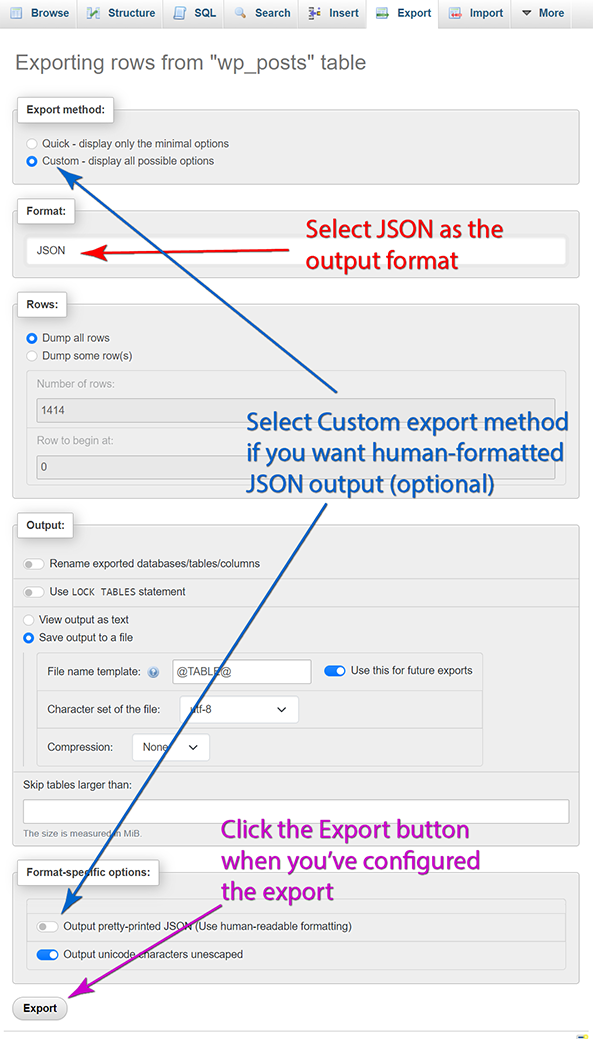 Browse Structure SQL Search Insert Export Import More
Exporting rows from "wp_posts" table
Export method:
Quick - display only the minimal options
Custom - display all possible options
Format:
JSON
Select JSON as the
output format
Rows:
Dump all rows
Dump some row(s)
Number of rows:
1414
Row to begin at:
0
Select Custom export method
if you want human-formatted
JSON output (optional)
Output:
Rename exported databases/tables/columns
Use LOCK TABLES statement
View output as text
Save output to a file
File name template: @TABLE@ Use this for future exports
Character set of the file: utf-8
Compression: None
Skip tables larger than:
The size is measured in MiB.
Click the Export button
when you've configured
the export
Format-specific options:
Output pretty-printed JSON (Use human-readable formatting)
Output unicode characters unescaped
Export